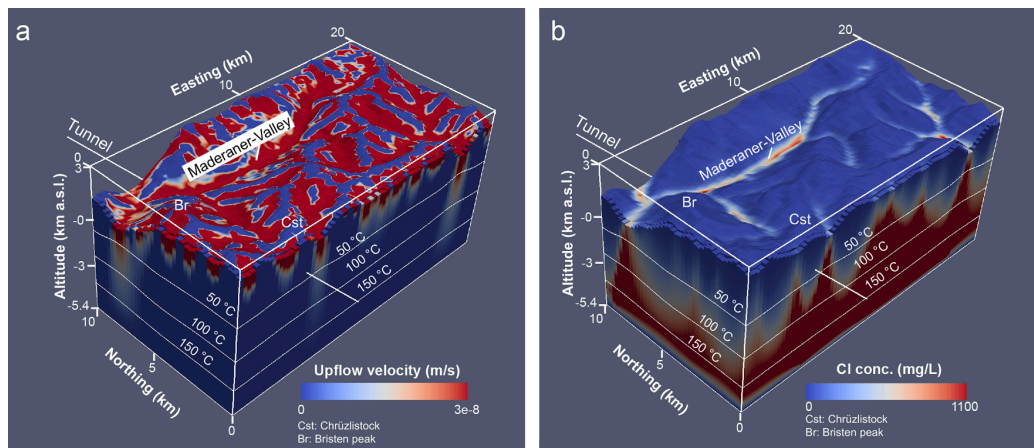 a
Easting (km)
20
10
0
Tunnel
Maderaner-Valley
Br
Cst
3
-0
-3
-5.4
Altitude (km a.s.l.)
50 °C
100 °C
150 °C
50 °C
100 °C
150 °C
10
5
0
Northing (km)
Upflow velocity (m/s)
0
3e-8
Cst: Chrüzlistock
Br: Bristen peak
b
Easting (km)
20
10
0
Tunnel
Maderaner-Valley
Br
Cst
3
-0
-3
-5.4
Altitude (km a.s.l.)
50 °C
100 °C
150 °C
50 °C
100 °C
150 °C
10
5
0
Northing (km)
Cl conc. (mg/L)
0
1100
Cst: Chrüzlistock
Br: Bristen peak